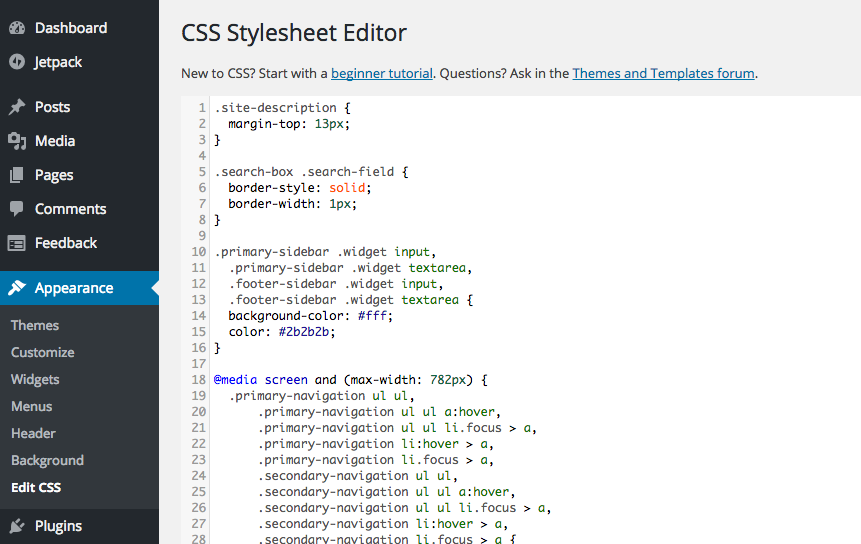 Dashboard
Jetpack
Posts
Media
Pages
Comments
Feedback
Appearance
Themes
Customize
Widgets
Menus
Header
Background
Edit CSS
Plugins
CSS Stylesheet Editor
New to CSS? Start with a beginner tutorial. Questions? Ask in the Themes and Templates forum.
1 .site-description {
2   margin-top: 13px;
3 }
4
5 .search-box .search-field {
6   border-style: solid;
7   border-width: 1px;
8 }
9
10 .primary-sidebar .widget input,
11   .primary-sidebar .widget textarea,
12   .footer-sidebar .widget input,
13   .footer-sidebar .widget textarea {
14   background-color: #fff;
15   color: #2b2b2b;
16 }
17
18 @media screen and (max-width: 782px) {
19   .primary-navigation ul ul,
20       .primary-navigation ul ul a:hover,
21       .primary-navigation ul ul li.focus > a,
22       .primary-navigation li:hover > a,
23       .primary-navigation li.focus > a,
24       .secondary-navigation ul ul,
25       .secondary-navigation ul ul a:hover,
26       .secondary-navigation ul ul li.focus > a,
27       .secondary-navigation li:hover > a,
28       .secondary-navigation li.focus > a {